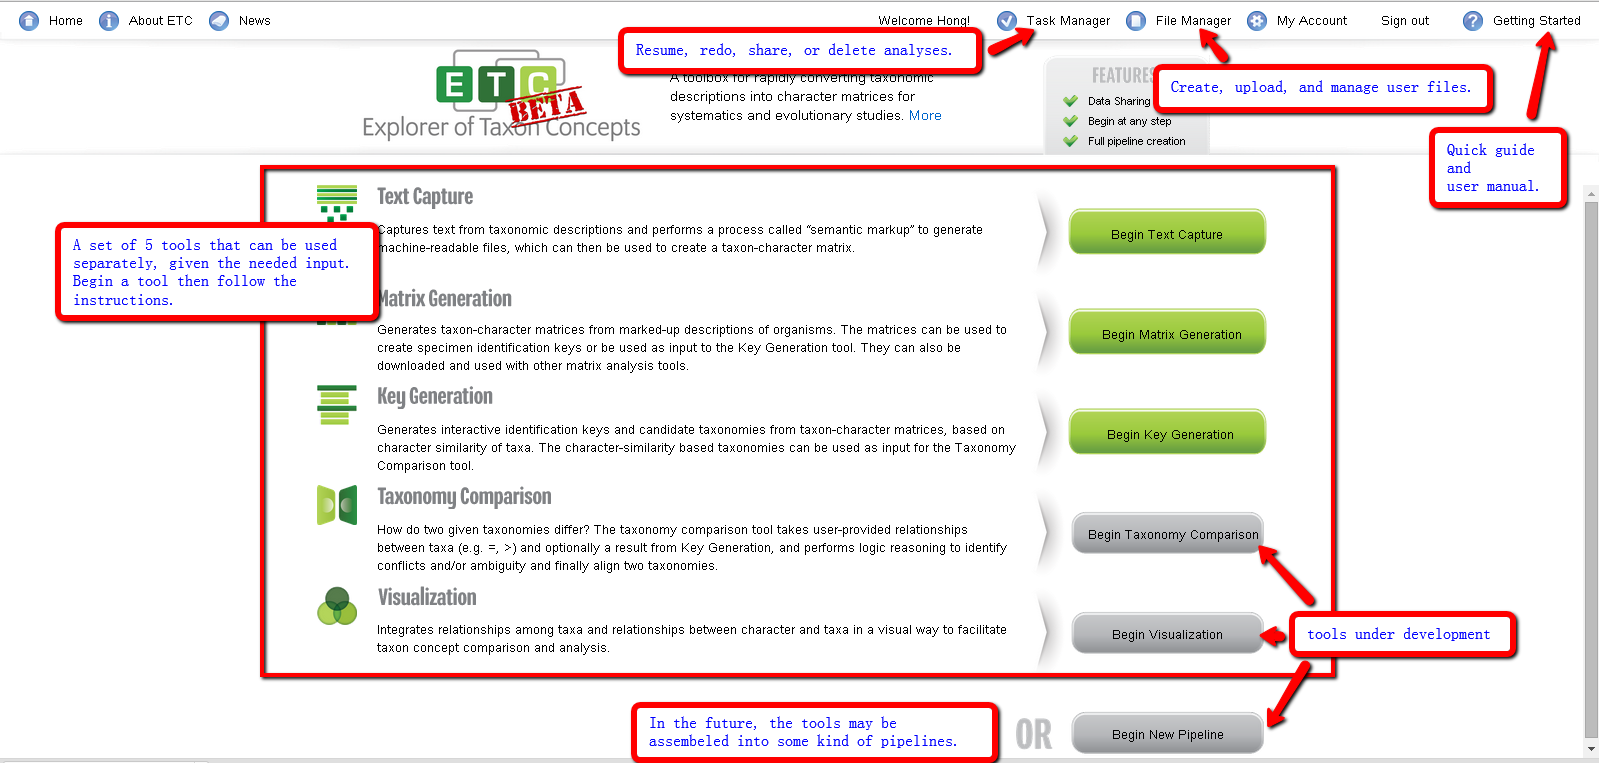 Home About ETC News Welcome Hong! Task Manager File Manager My Account Sign out Getting Started
Resume, redo, share, or delete analyses.
ETC
BETA
Explorer of Taxon Concepts
A toolbox for rapidly converting taxonomic
descriptions into character matrices for
systematics and evolutionary studies. More
FEATURES
Data Sharing
Begin at any step
Full pipeline creation
Create, upload, and manage user files.
Quick guide
and
user manual.
Text Capture
Captures text from taxonomic descriptions and performs a process called “semantic markup” to generate
machine-readable files, which can then be used to create a taxon-character matrix.
Begin Text Capture
A set of 5 tools that can be used
separately, given the needed input.
Begin a tool then follow the
instructions.
Matrix Generation
Generates taxon-character matrices from marked-up descriptions of organisms. The matrices can be used to
create specimen identification keys or be used as input to the Key Generation tool. They can also be
downloaded and used with other matrix analysis tools.
Begin Matrix Generation
Key Generation
Generates interactive identification keys and candidate taxonomies from taxon-character matrices, based on
character similarity of taxa. The character-similarity based taxonomies can be used as input for the Taxonomy
Comparison tool.
Begin Key Generation
Taxonomy Comparison
How do two given taxonomies differ? The taxonomy comparison tool takes user-provided relationships
between taxa (e.g. =, >) and optionally a result from Key Generation, and performs logic reasoning to identify
conflicts and/or ambiguity and finally align two taxonomies.
Begin Taxonomy Comparison
Visualization
Integrates relationships among taxa and relationships between character and taxa in a visual way to facilitate
taxon concept comparison and analysis.
Begin Visualization
tools under development
In the future, the tools may be
assembeled into some kind of pipelines.
OR
Begin New Pipeline